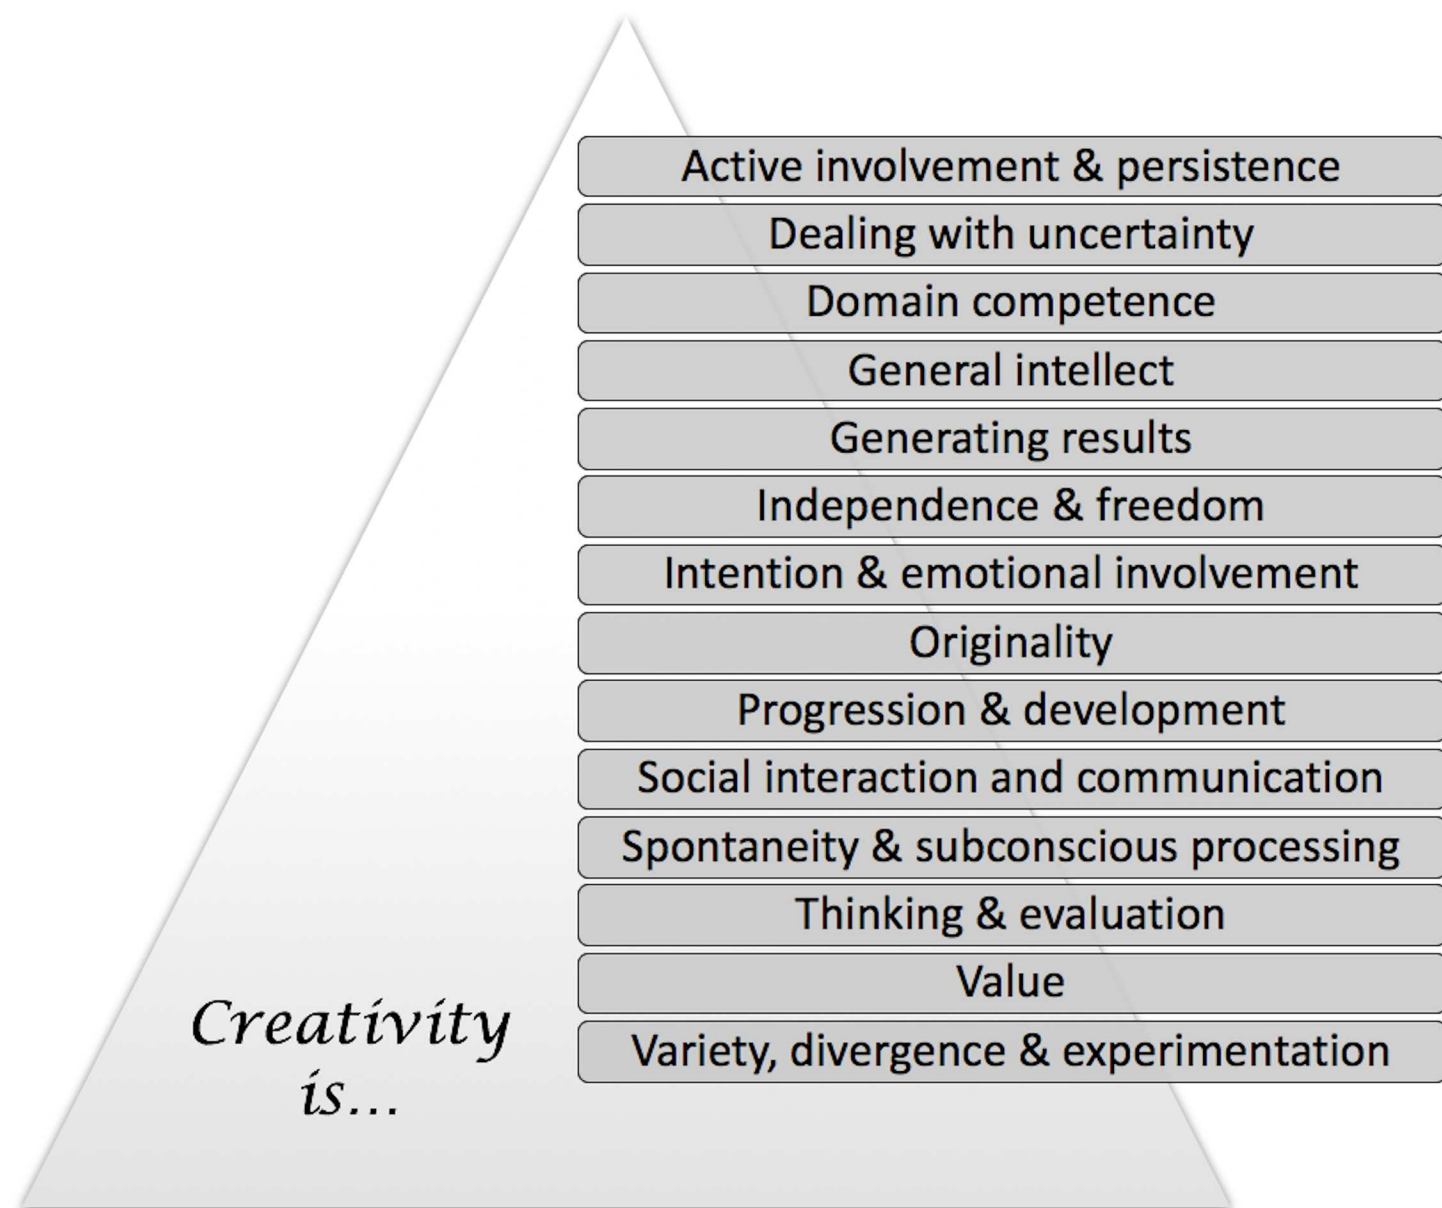 Active involvement & persistence
Dealing with uncertainty
Domain competence
General intellect
Generating results
Independence & freedom
Intention & emotional involvement
Originality
Progression & development
Social interaction and communication
Spontaneity & subconscious processing
Thinking & evaluation
Value
Variety, divergence & experimentation
Creativity
is...